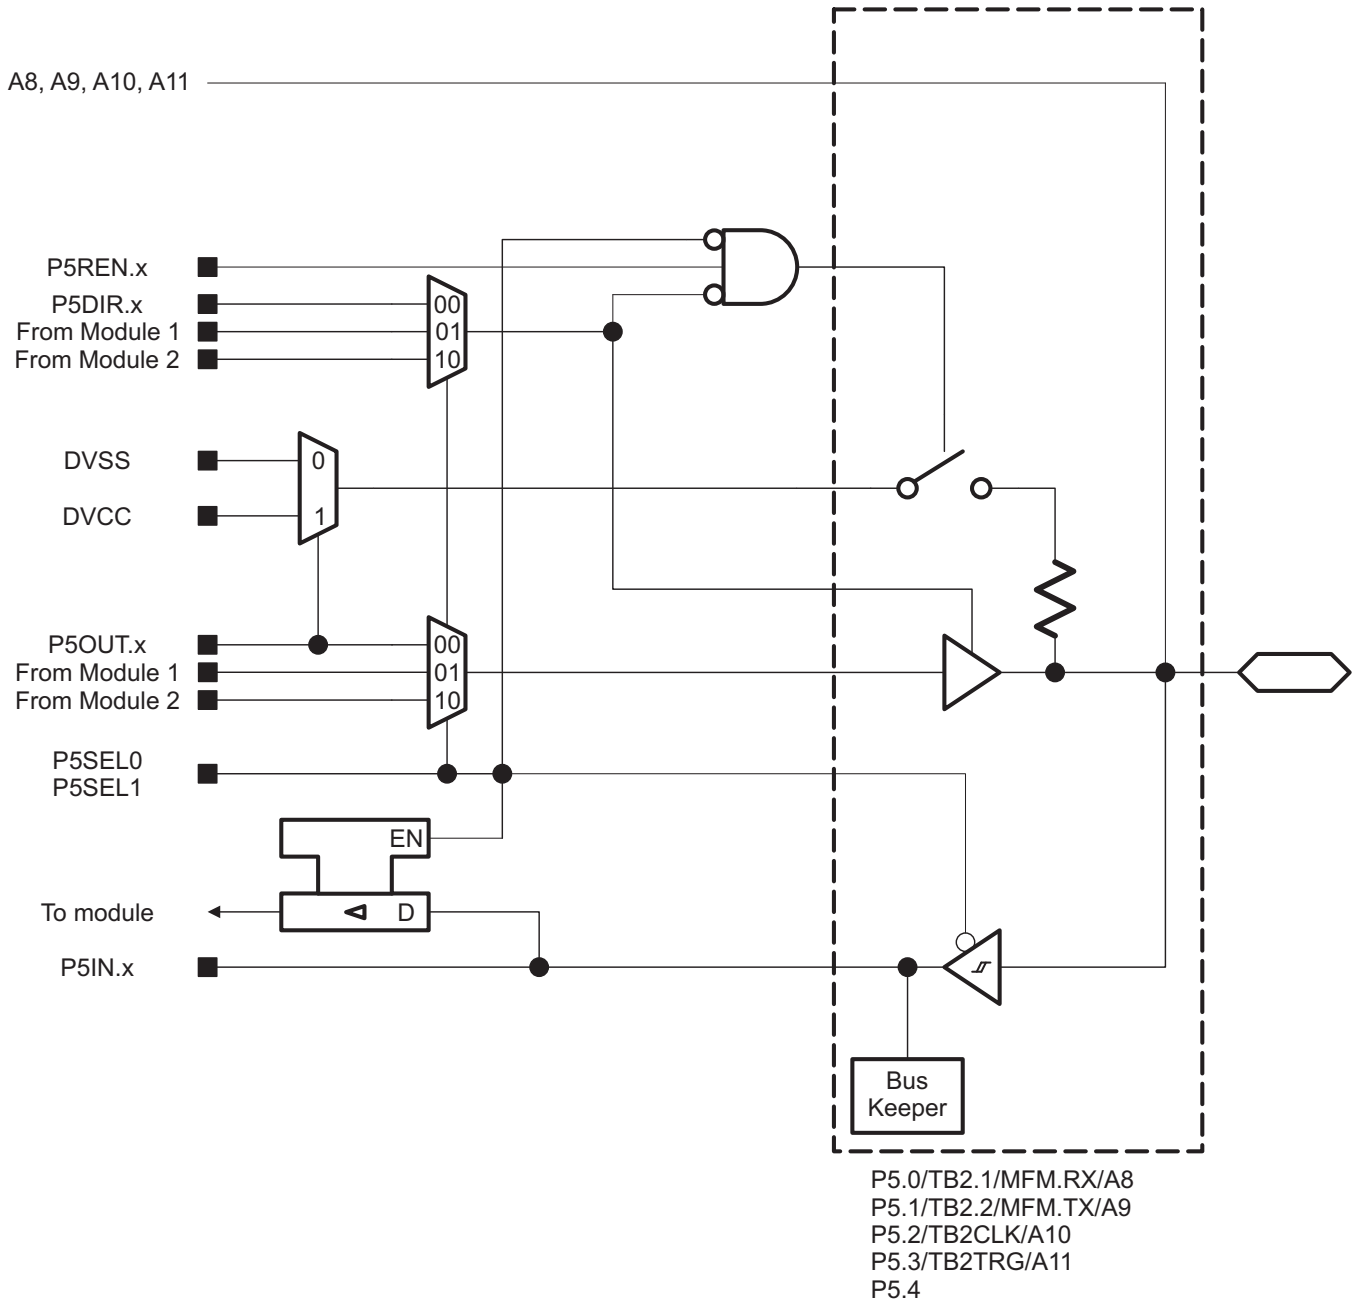 A8, A9, A10, A11
P5REN.x
P5DIR.x
00
From Module 1
01
From Module 2
10
DVSS
0
DVCC
1
P5OUT.x
00
From Module 1
01
From Module 2
10
P5SEL0
P5SEL1
EN
To module
D
P5IN.x
Bus
Keeper
P5.0/TB2.1/MFM.RX/A8
P5.1/TB2.2/MFM.TX/A9
P5.2/TB2CLK/A10
P5.3/TB2TRG/A11
P5.4